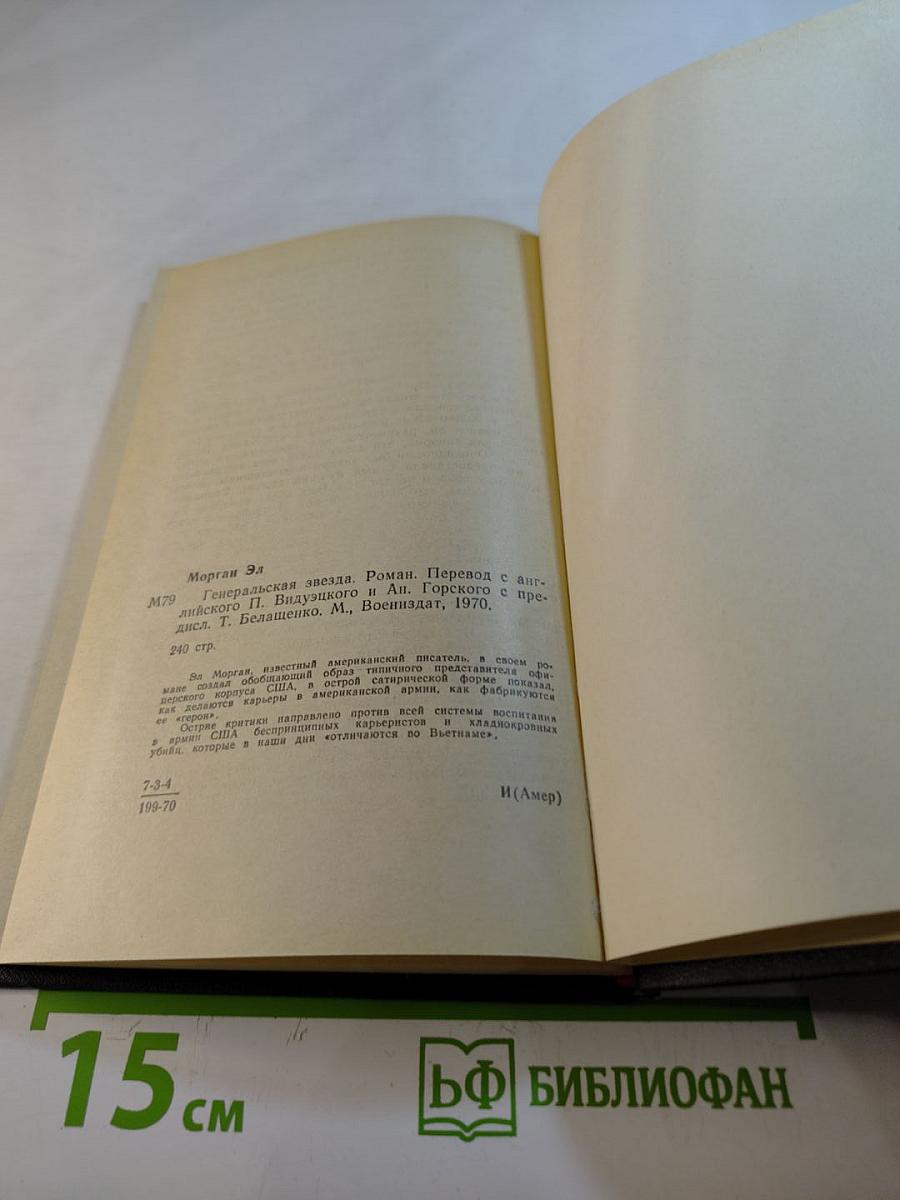 Морган Эл
М79 Генеральская звезда. Роман. Перевод с анг-
лийского П. Видуэцкого и Ан. Горского с пре-
дисл. Т. Белащенко. М., Воениздат, 1970.
240 стр.
Эл Морган, известный американский писатель, в своем ро-
мане создал обобщающий образ типичного представителя офи-
церского корпуса США, в острой сатирической форме показал,
как делаются карьеры в американской армии, как фабрикуются
ее «герои».
Острие критики направлено против всей системы воспитания
в армии США беспринципных карьеристов и хладнокровных
убийц, которые в наши дни «отличаются во Вьетнаме».
7-3-4
199-70
И(Амер)
15 см
БФ БИБЛИОФАН